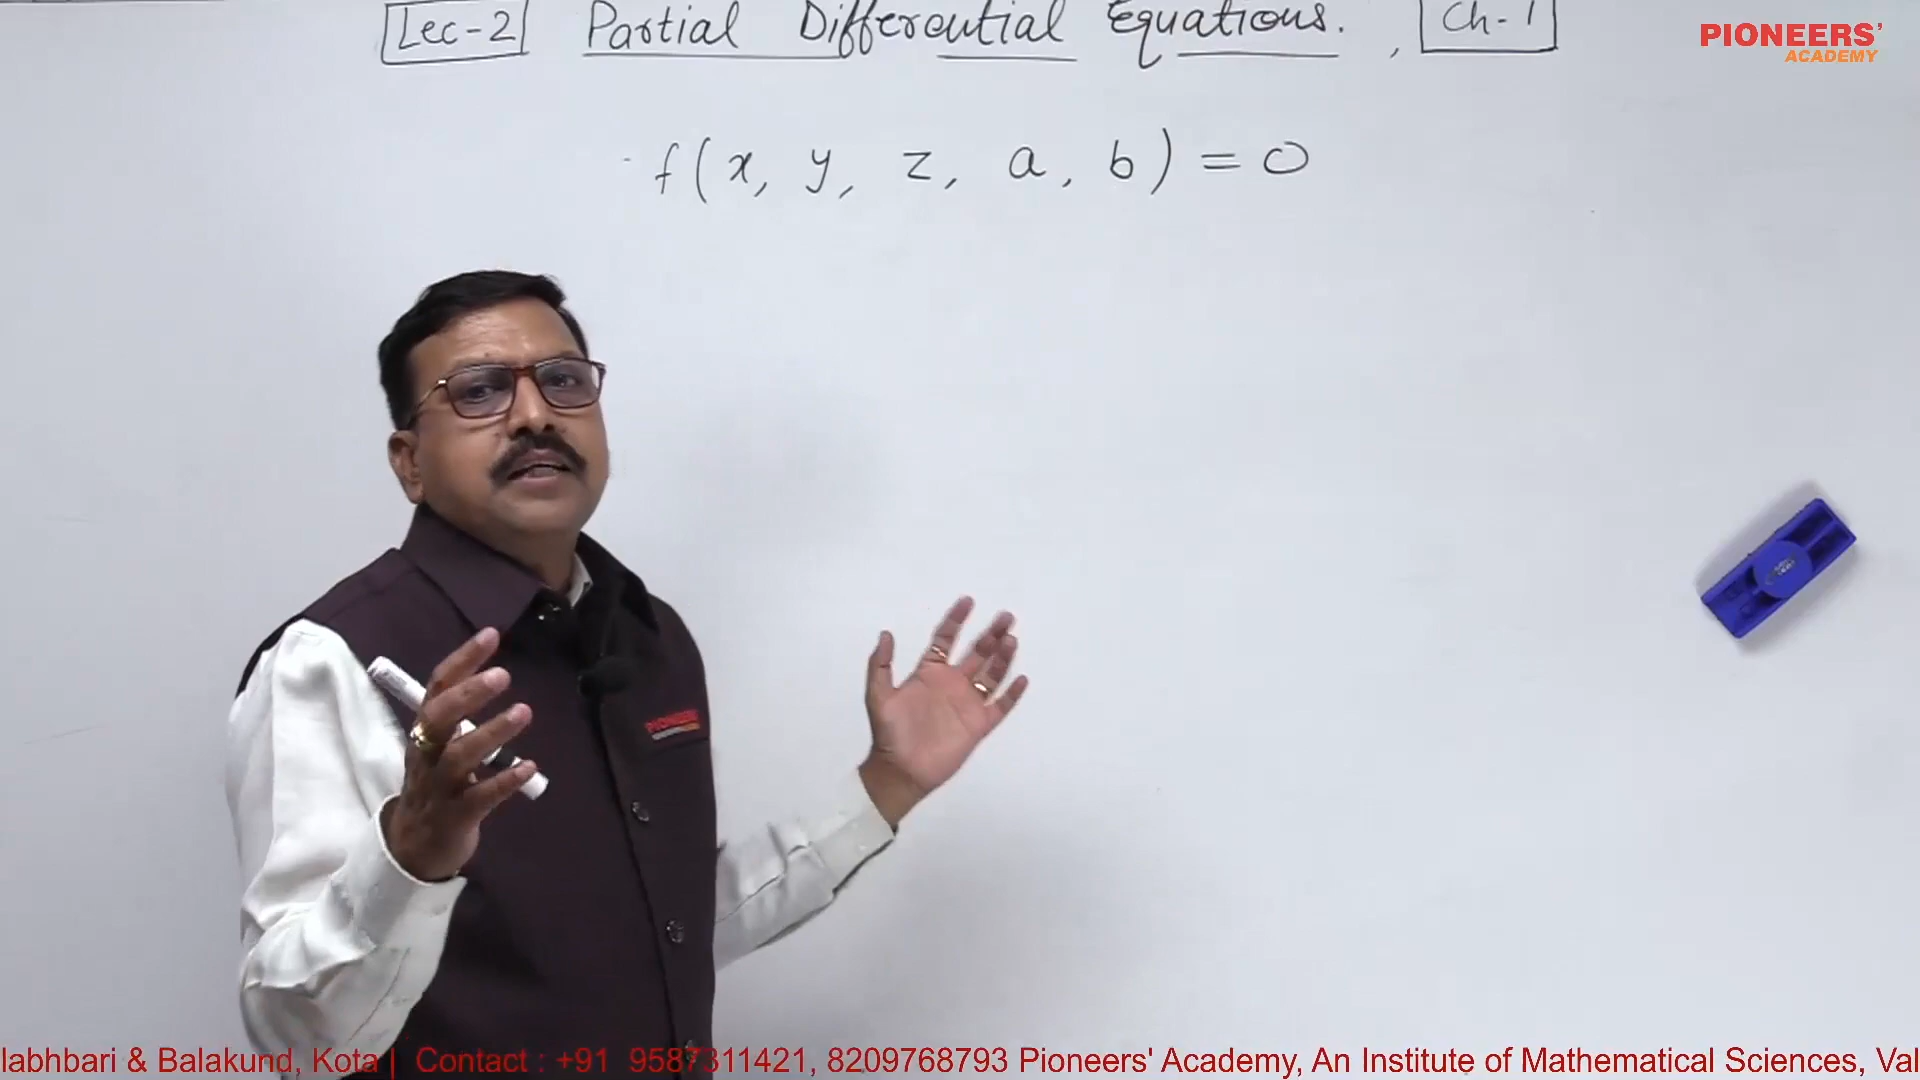 Lec-2 Partial Differential Equations. , Ch-1
PIONEERS'
ACADEMY
f(x, y, z, a, b) = 0
PIONEERS
labhbari & Balakund, Kota | Contact : +91 9587311421, 8209768793 Pioneers' Academy, An Institute of Mathematical Sciences, Val